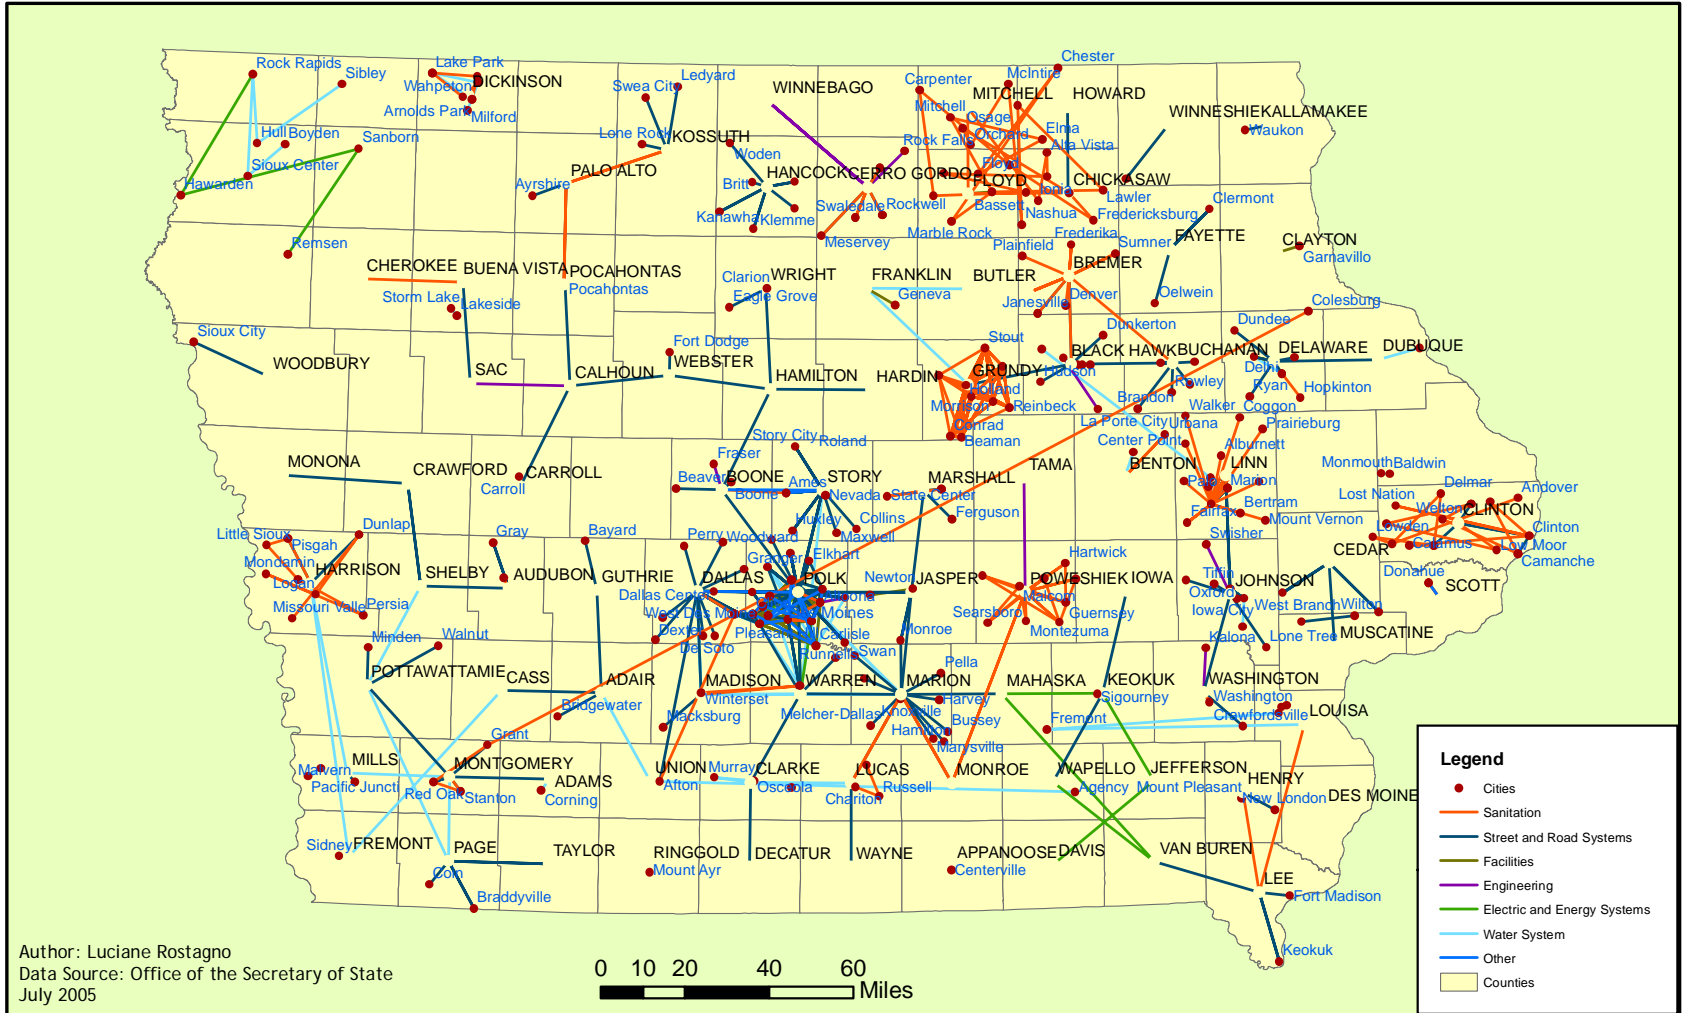 Chester
Rock Rapids
Lake Park
Sibley
Ledyard
McIntire
DICKINSON
Wahpeton
Swea City
WINNEBAGO
Carpenter
MITCHELL
HOWARD
Arnolds Park
Milford
Mitchell
WINNESHIEK
ALLAMAKEE
Osage
Hull
Boyden
Sanborn
Lone Rock
KOSSUTH
Rock Falls
Orchard
Elma
Waukon
Woden
Alta Vista
Sioux Center
PALO ALTO
HANCOCK
CERRO GORDO
Floyd
FLOYD
CHICKASAW
Hawarden
Ayrshire
Britt
Ionia
Lawler
Clermont
Kanawha
Klemme
Swaledale
Rockwell
Bassett
Nashua
Fredericksburg
Remsen
Meservey
Marble Rock
Frederika
Plainfield
Sumner
FAYETTE
CLAYTON
Garnavillo
CHEROKEE
BUENA VISTA
POCAHONTAS
Pocahontas
Clarion
WRIGHT
FRANKLIN
BUTLER
BREMER
Storm Lake
Lakeside
Eagle Grove
Geneva
Janesville
Denver
Oelwein
Colesburg
Sioux City
Fort Dodge
Stout
Dunkerton
Dundee
WOODBURY
SAC
CALHOUN
WEBSTER
HAMILTON
HARDIN
GRUNDY
BLACK HAWK
BUCHANAN
DELAWARE
DUBUQUE
Hudson
Delhi
Holland
Rowley
Ryan
Hopkinton
Morrison
Reinbeck
Brandon
Walker
Coggon
Conrad
La Porte City
Urbana
Prairieburg
Beaman
Center Point
Alburnett
Story City
Roland
MONONA
CRAWFORD
CARROLL
Carroll
Fraser
Beaver
BOONE
Boone
STORY
Ames
Nevada
MARSHALL
State Center
TAMA
BENTON
LINN
Palo
Marion
Monmouth
Baldwin
Lost Nation
Delmar
Andover
Ferguson
Fairfax
Bertram
Mount Vernon
Welton
CLINTON
Little Sioux
Dunlap
Gray
Bayard
Perry
Woodward
Huxley
Collins
Maxwell
Swisher
Lowden
Calamus
Clinton
Low Moor
Camanche
Pisgah
Mondamin
HARRISON
Logan
SHELBY
AUDUBON
GUTHRIE
DALLAS
Granger
Elkhart
POLK
Newton
JASPER
Hartwick
POWESHIEK
IOWA
Malcom
Tiffin
JOHNSON
CEDAR
Donahue
SCOTT
Missouri Valley
Persia
Dallas Center
West Des Moines
Altoona
Searsboro
Guernsey
Montezuma
Oxford
Iowa City
West Branch
Wilton
Minden
Walnut
Dexter
De Soto
Pleasant Hill
Carlisle
Runnells
Swan
Monroe
Kalona
Lone Tree
MUSCATINE
POTTAWATTAMIE
CASS
ADAIR
MADISON
Winterset
WARREN
MARION
Pella
MAHASKA
KEOKUK
Sigourney
WASHINGTON
Washington
Bridgewater
Macksburg
Melcher-Dallas
Knoxville
Harvey
Bussey
Hamilton
Marysville
Fremont
Crawfordsville
LOUISA
Grant
MILLS
Malvern
Pacific Juncti
MONTGOMERY
Red Oak
Stanton
ADAMS
Corning
UNION
Afton
Murray
CLARKE
Osceola
LUCAS
Chariton
Russell
MONROE
WAPELLO
Agency
JEFFERSON
Mount Pleasant
HENRY
New London
DES MOINE
Sidney
FREMONT
PAGE
TAYLOR
RINGGOLD
Mount Ayr
DECATUR
WAYNE
APPANOOSE
Centerville
DAVIS
VAN BUREN
LEE
Fort Madison
Coin
Braddyville
Keokuk
Legend
Cities
Sanitation
Street and Road Systems
Facilities
Engineering
Electric and Energy Systems
Water System
Other
Counties
Author: Luciane Rostagno
Data Source: Office of the Secretary of State
July 2005
0 10 20 40 60
Miles